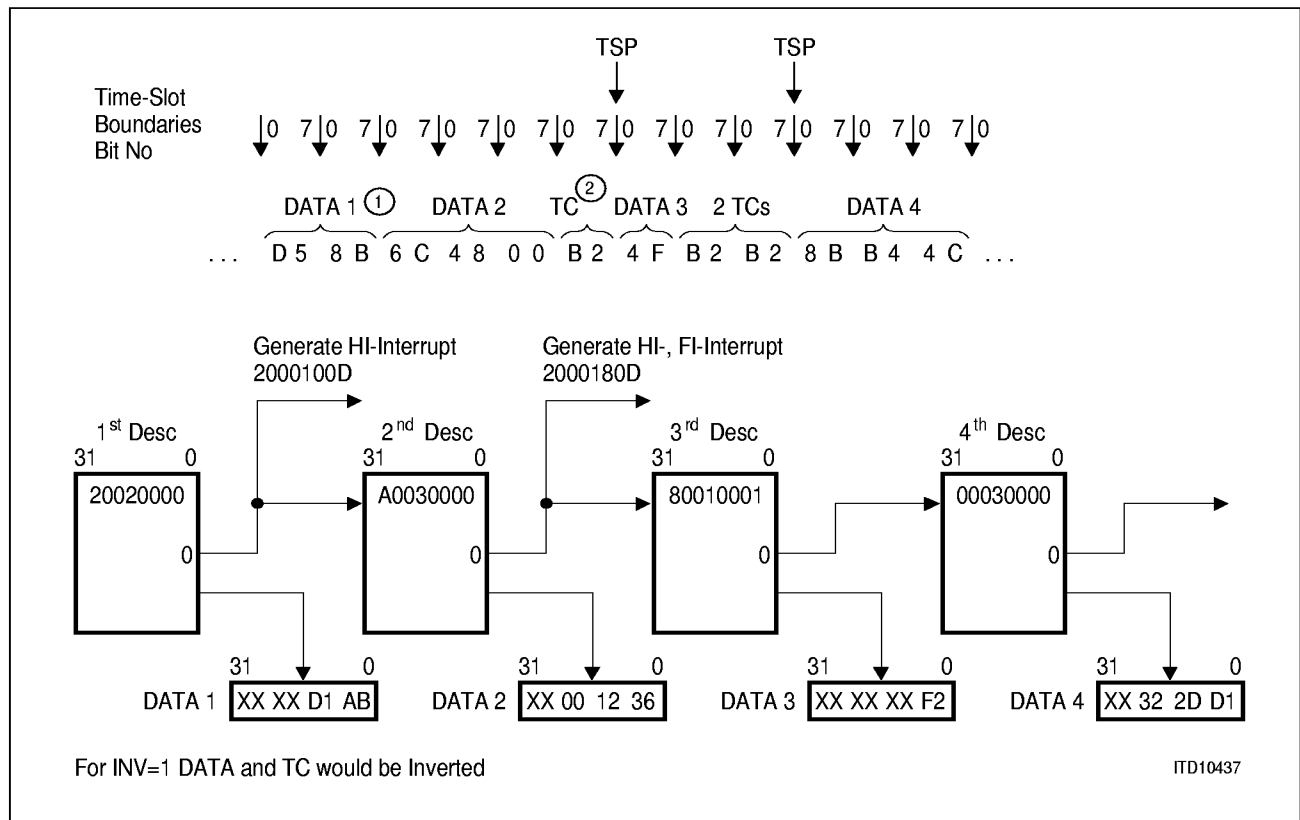 TSP TSP
Time-Slot
Boundaries
Bit No
0 7 0 7 0 7 0 7 0 7 0 7 0 7 0 7 0 7 0 7 0 7 0 7 0
DATA 1 1 DATA 2 TC 2 DATA 3 2 TCs DATA 4
... D 5 8 B 6 C 4 8 0 0 B 2 4 F B 2 B 2 8 B B 4 4 C ...
Generate HI-Interrupt
2000100D
Generate HI-, FI-Interrupt
2000180D
1st Desc 2nd Desc 3rd Desc 4th Desc
31 0 31 0 31 0 31 0
20020000 A0030000 80010001 00030000
0 0 0 0
31 0 31 0 31 0 31 0
DATA 1 XX XX D1 AB DATA 2 XX 00 12 36 DATA 3 XX XX XX F2 DATA 4 XX 32 2D D1
For INV=1 DATA and TC would be Inverted
ITD10437